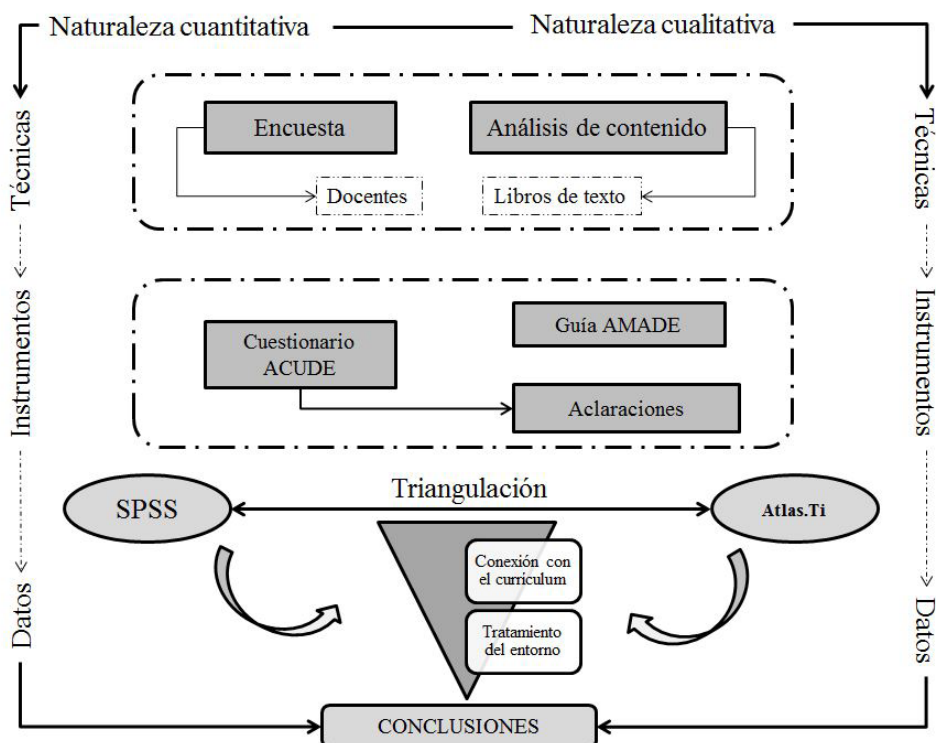 Naturaleza cuantitativa
Naturaleza cualitativa
Técnicas
Encuesta
Análisis de contenido
Técnicas
Docentes
Libros de texto
Instrumentos
Cuestionario
ACUDE
Guía AMADE
Aclaraciones
Instrumentos
SPSS
Triangulación
Atlas.Ti
Conexión con
el curriculum
Tratamiento
del entorno
Datos
Datos
CONCLUSIONES